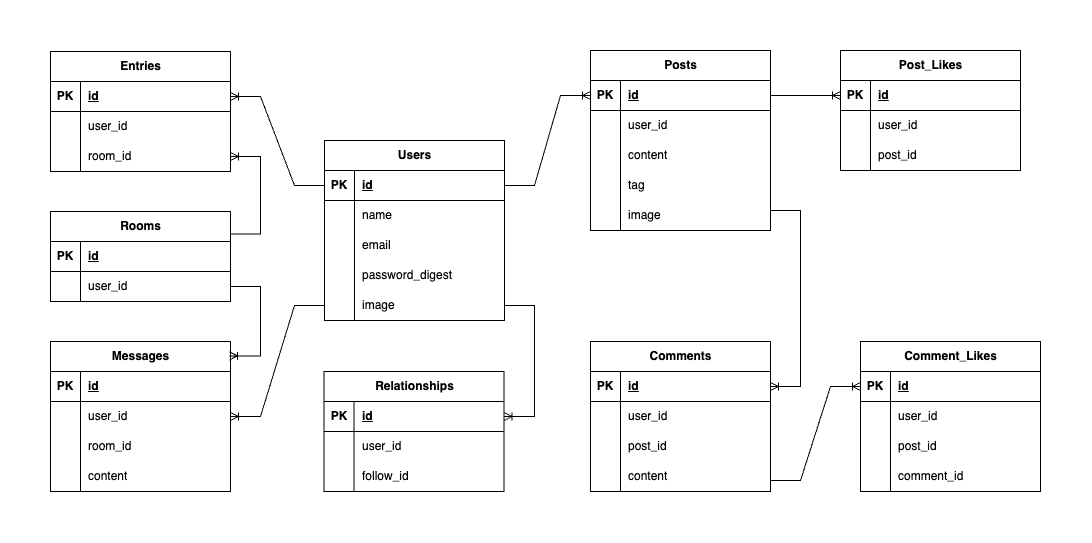 Entries
PK id
user_id
room_id
Rooms
PK id
user_id
Messages
PK id
user_id
room_id
content
Users
PK id
name
email
password_digest
image
Relationships
PK id
user_id
follow_id
Posts
PK id
user_id
content
tag
image
Comments
PK id
user_id
post_id
content
Post_Likes
PK id
user_id
post_id
Comment_Likes
PK id
user_id
post_id
comment_id